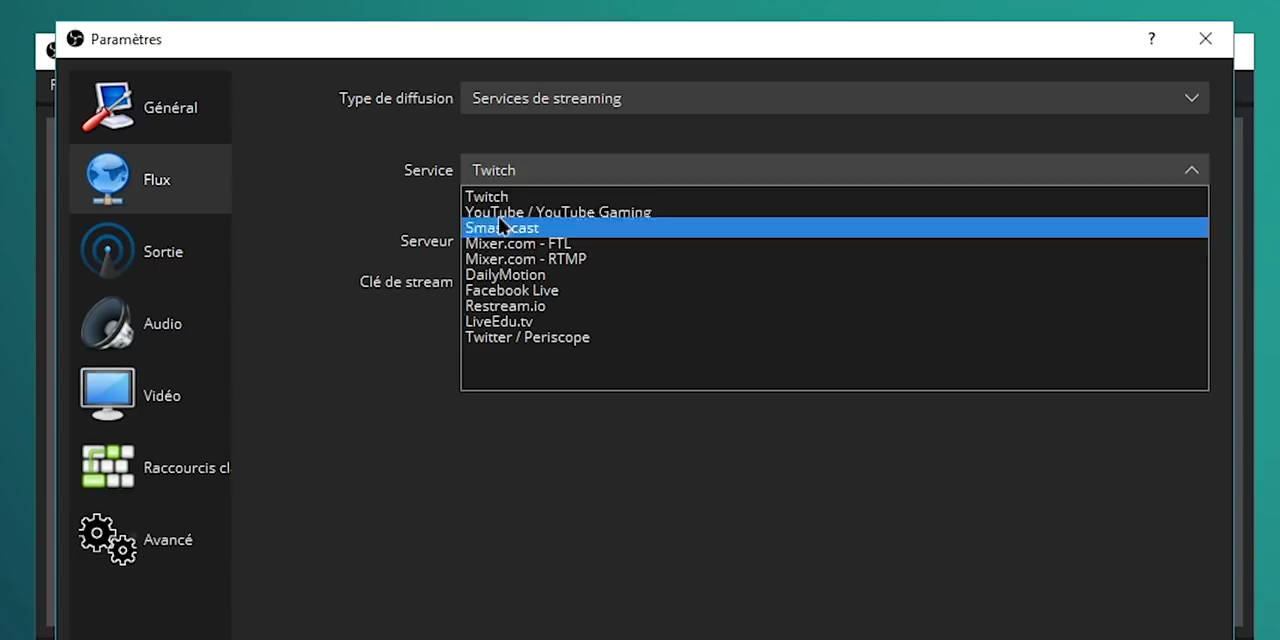 Paramètres
?
F
Général
Flux
Sortie
Audio
Vidéo
Raccourcis cl
Avancé
Type de diffusion Services de streaming
Service Twitch
Twitch
YouTube / YouTube Gaming
Smashcast
Mixer.com - FTL
Mixer.com - RTMP
DailyMotion
Facebook Live
Restream.io
LiveEdu.tv
Twitter / Periscope
Serveur
Clé de stream